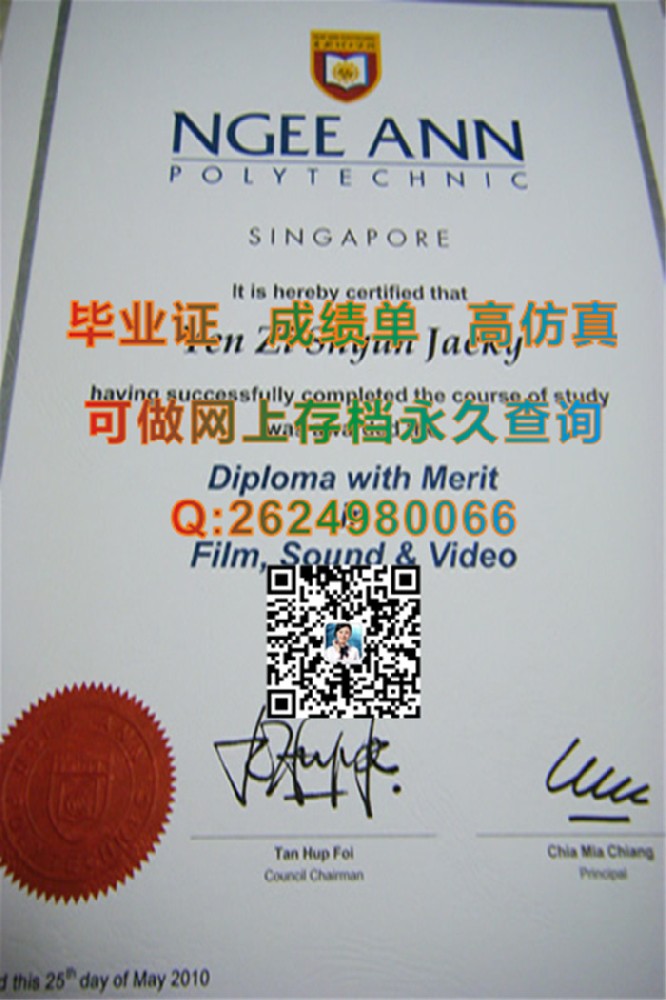 NGEE ANN
POLYTECHNIC
SINGAPORE
It is hereby certified that
毕业证 成绩单 高仿真
Jacky
having successfully completed the course of study
可做网上存档永久查询
Diploma with Merit
Q:2624980066
Film, Sound & Video
Tan Hup Foi
Council Chairman
Chia Mia Chiang
Principal
this 25th day of May 2010